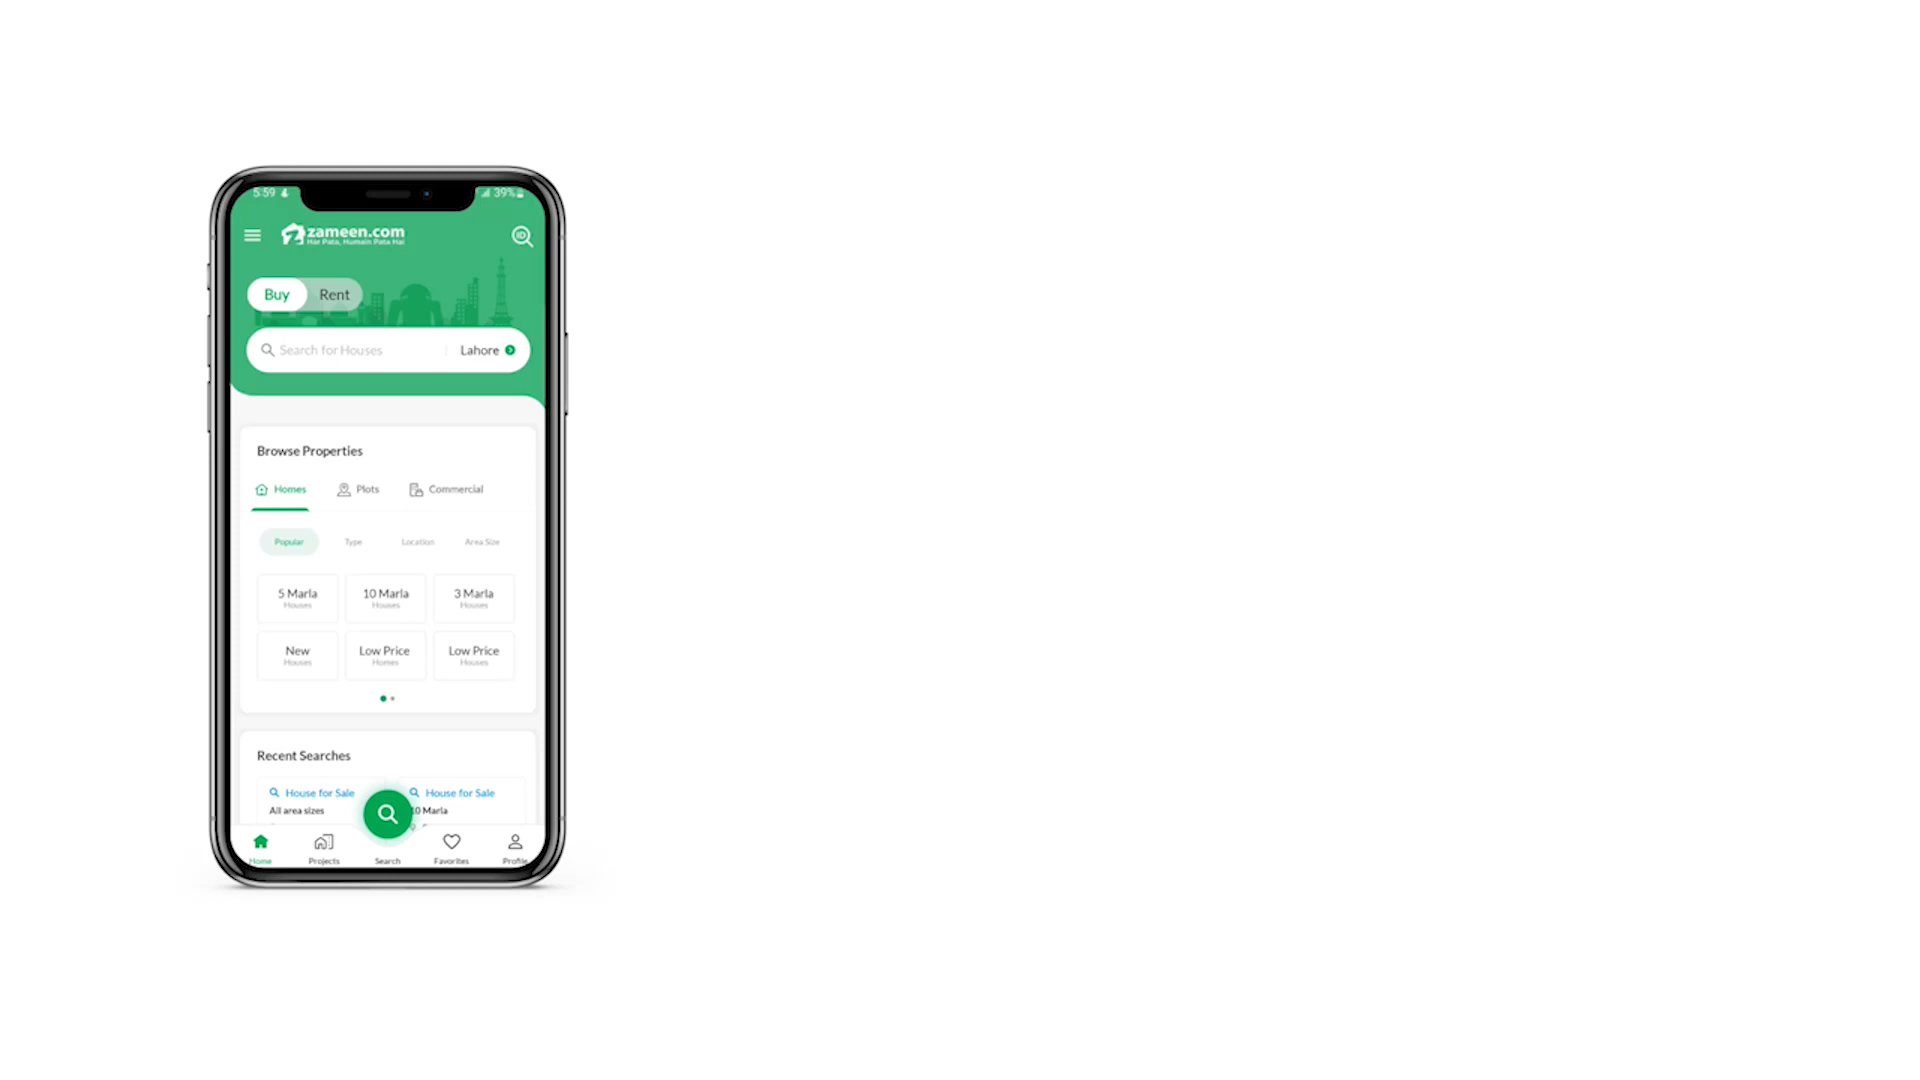 5:59 39%
zameen.com
Har Pata, Humain Pata Hai
ID
Buy Rent
Search for Houses Lahore
Browse Properties
Homes Plots Commercial
Popular Type Location Area Size
5 Marla 10 Marla 3 Marla
Houses Houses Houses
New Low Price Low Price
Houses Homes Houses
Recent Searches
House for Sale House for Sale
All area sizes 10 Marla
Home Projects Search Favorites Profile